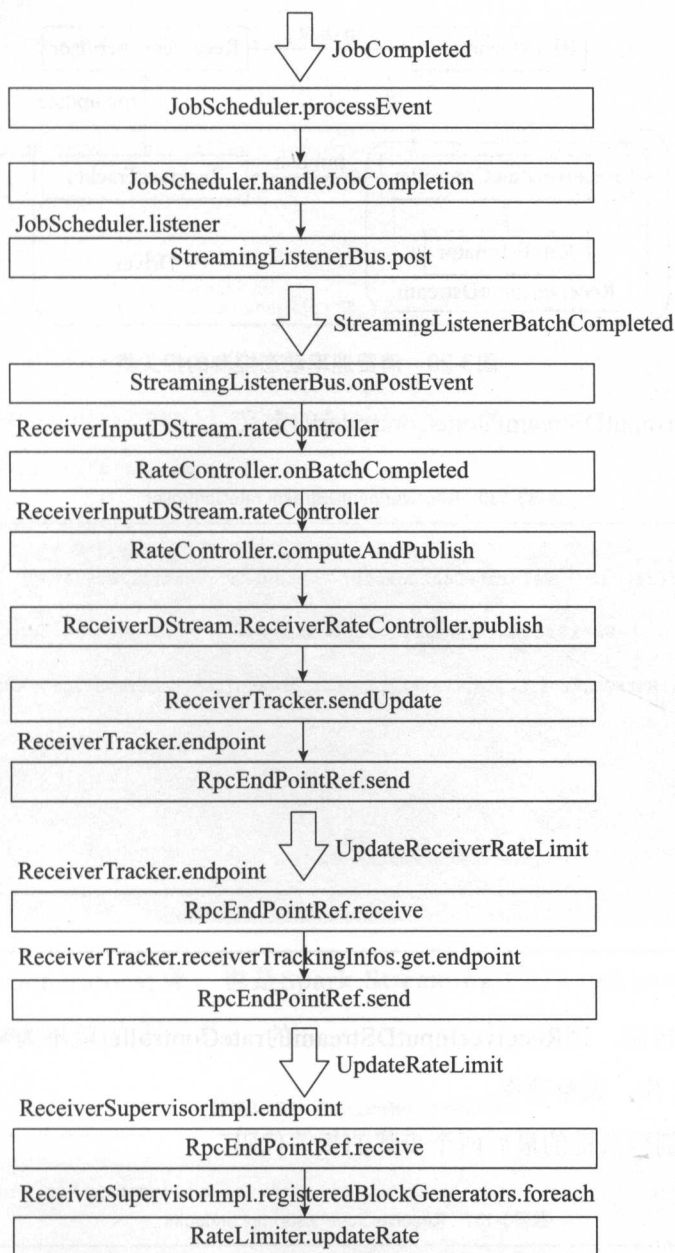 JobCompleted
JobScheduler.processEvent
JobScheduler.handleJobCompletion
JobScheduler.listener
StreamingListenerBus.post
StreamingListenerBatchCompleted
StreamingListenerBus.onPostEvent
ReceiverInputDStream.rateController
RateController.onBatchCompleted
ReceiverInputDStream.rateController
RateController.computeAndPublish
ReceiverDStream.ReceiverRateController.publish
ReceiverTracker.sendUpdate
ReceiverTracker.endpoint
RpcEndPointRef.send
UpdateReceiverRateLimit
ReceiverTracker.endpoint
RpcEndPointRef.receive
ReceiverTracker.receiverTrackingInfos.get.endpoint
RpcEndPointRef.send
UpdateRateLimit
ReceiverSupervisorlmpl.endpoint
RpcEndPointRef.receive
ReceiverSupervisorlmpl.registeredBlockGenerators.foreach
RateLimiter.updateRate